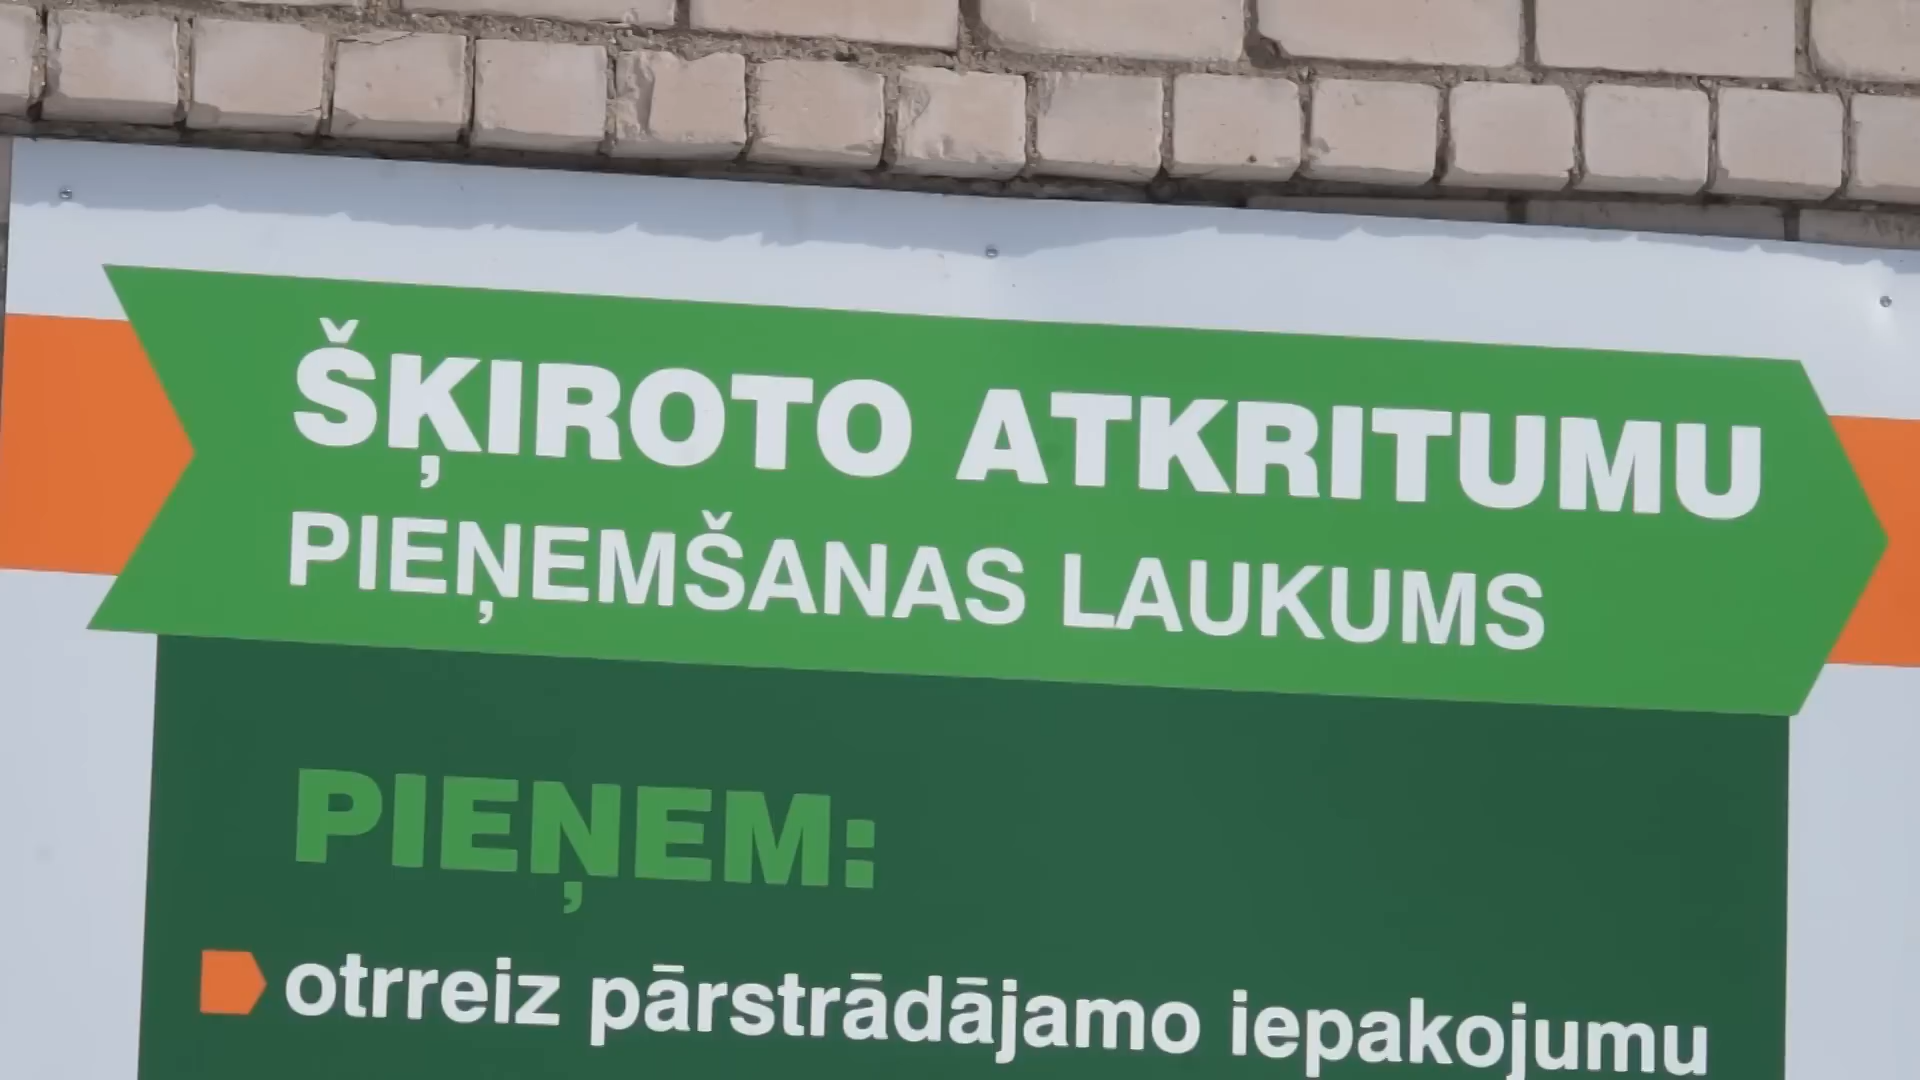 ŠĶIROTO ATKRITUMU
PIEŅEMŠANAS LAUKUMS
PIEŅEM:
otrreiz pārstrādājamo iepakojumu